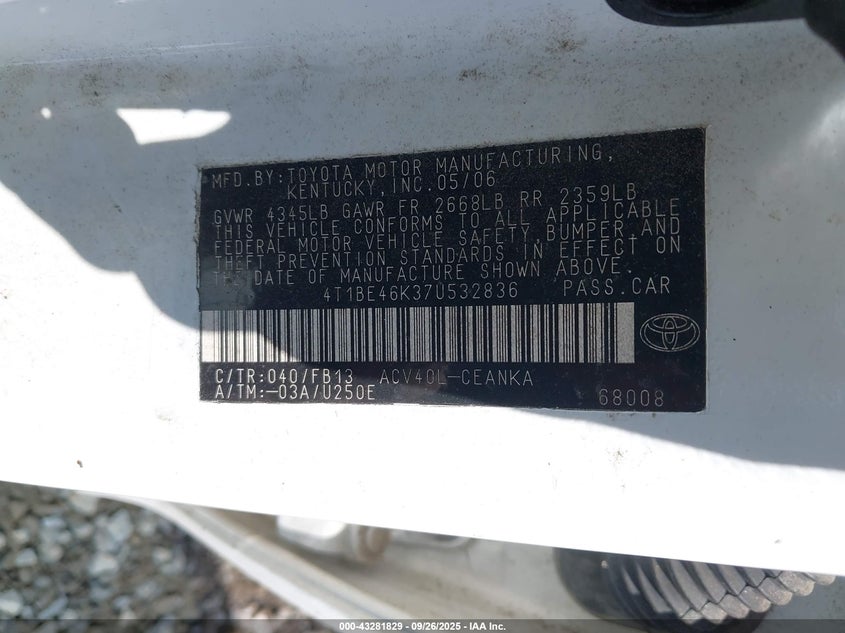 MFD.BY:TOYOTA MOTOR MANUFACTURING,
KENTUCKY,INC.05/06
GVWR 4345LB GAWR FR 2668LB RR 2359LB
THIS VEHICLE CONFORMS TO ALL APPLICABLE
FEDERAL MOTOR VEHICLE SAFETY,BUMPER,AND
THEFT PREVENTION STANDARDS IN EFFECT ON
THE DATE OF MANUFACTURE SHOWN ABOVE.
4T1BE46K37U532836 PASS.CAR
C/TR:040/FB13 ACV40L-CEANKA
A/TM:-03A/U250E 68008
000-43281829 - 09/26/2025 - IAA Inc.